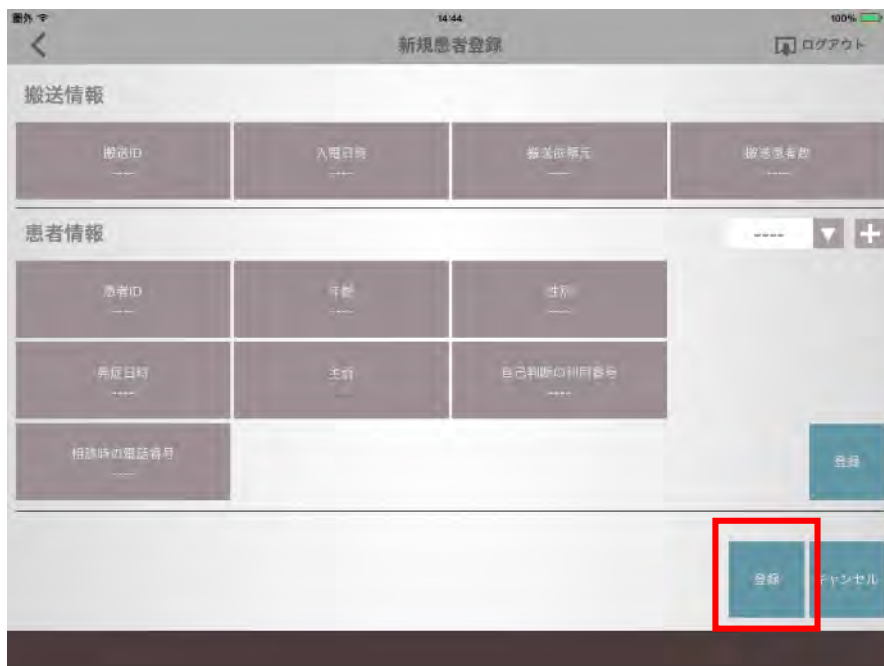 圏外 14:44 100%
新規患者登録 ログアウト
搬送情報
搬送ID 入電日時 搬送依頼元 搬送患者数
---- ---- ---- ----
患者情報 ----
患者ID 年齢 性別
---- ---- ----
発症日時 主訴 自己判断の利用番号
---- ---- ----
相談時の電話番号 登録
----
登録 キャンセル